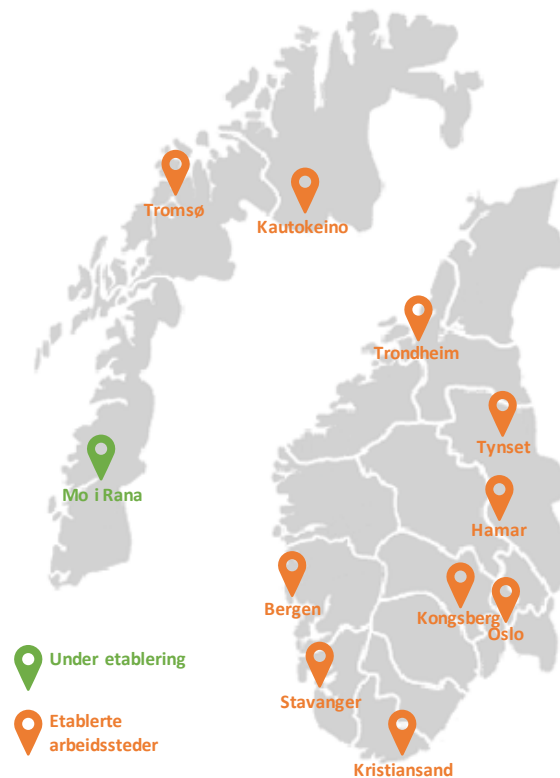 Tromsø
Kautokeino
Trondheim
Tynset
Mo i Rana
Hamar
Bergen
Kongsberg
Oslo
Under etablering
Stavanger
Etablerte
arbeidssteder
Kristiansand